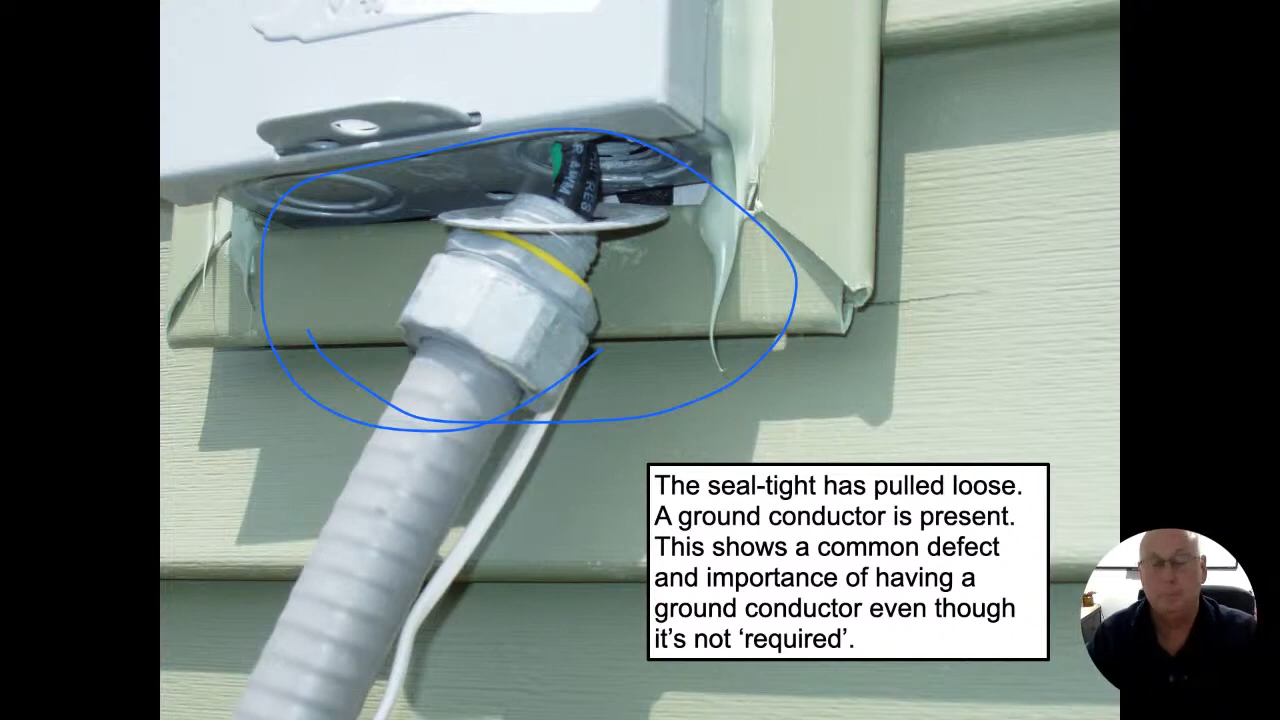 The seal-tight has pulled loose.
A ground conductor is present.
This shows a common defect
and importance of having a
ground conductor even though
it's not ‘required’.